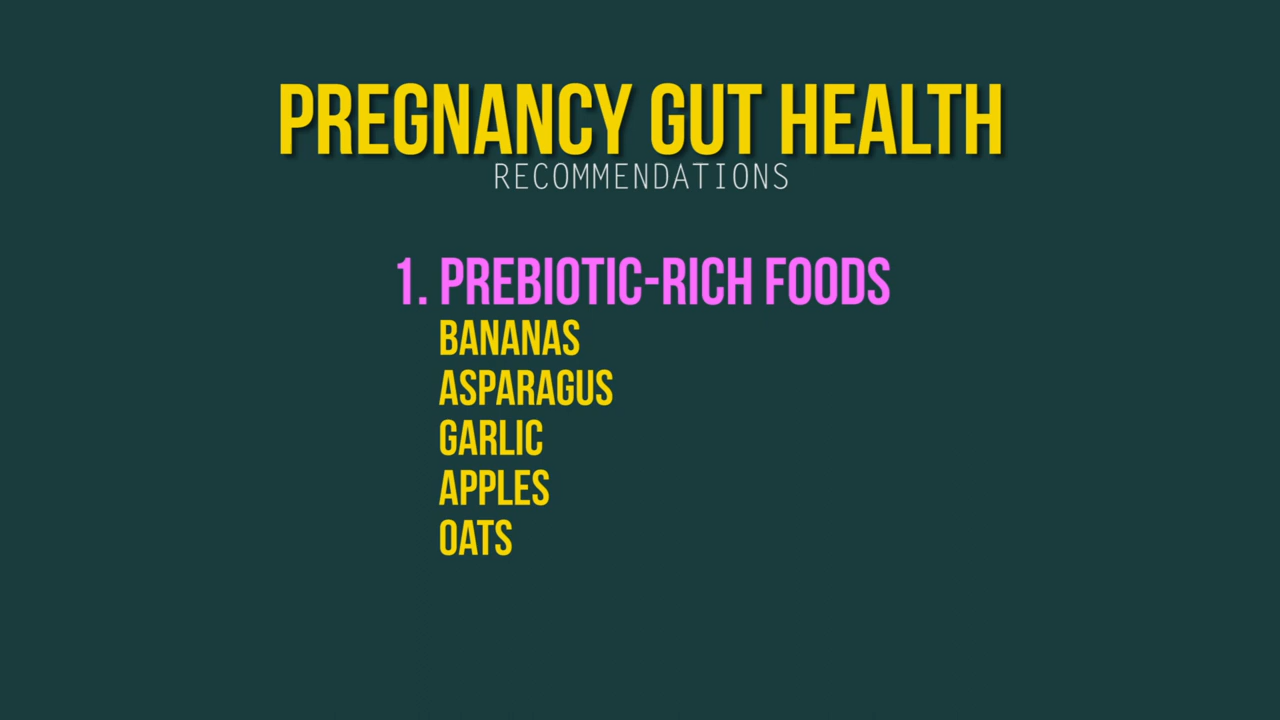 PREGNANCY GUT HEALTH
RECOMMENDATIONS
1. PREBIOTIC-RICH FOODS
BANANAS
ASPARAGUS
GARLIC
APPLES
OATS